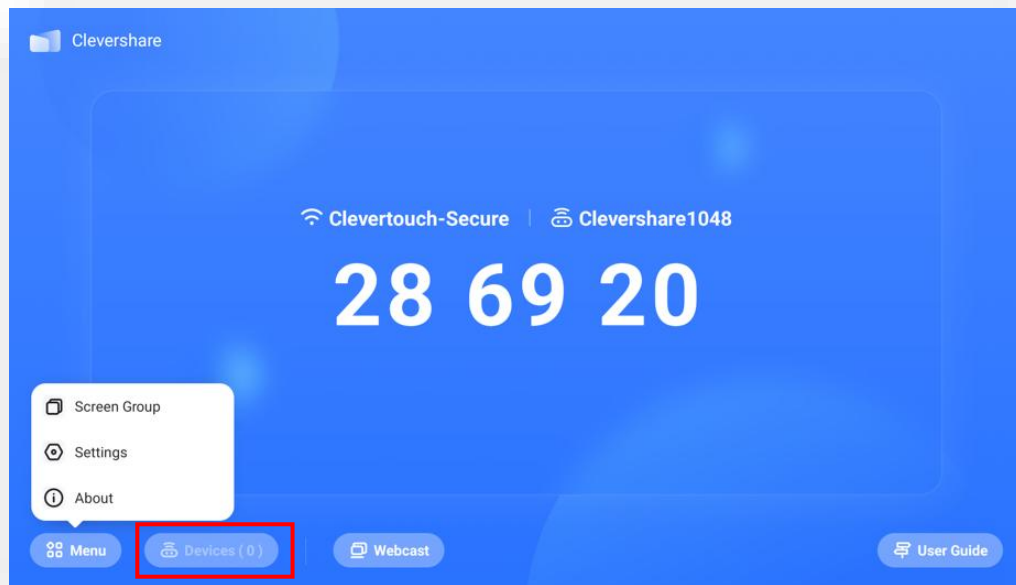 Clevershare
Clevertouch-Secure | Clevershare1048
28 69 20
Screen Group
Settings
About
Menu
Devices ( 0 )
Webcast
User Guide